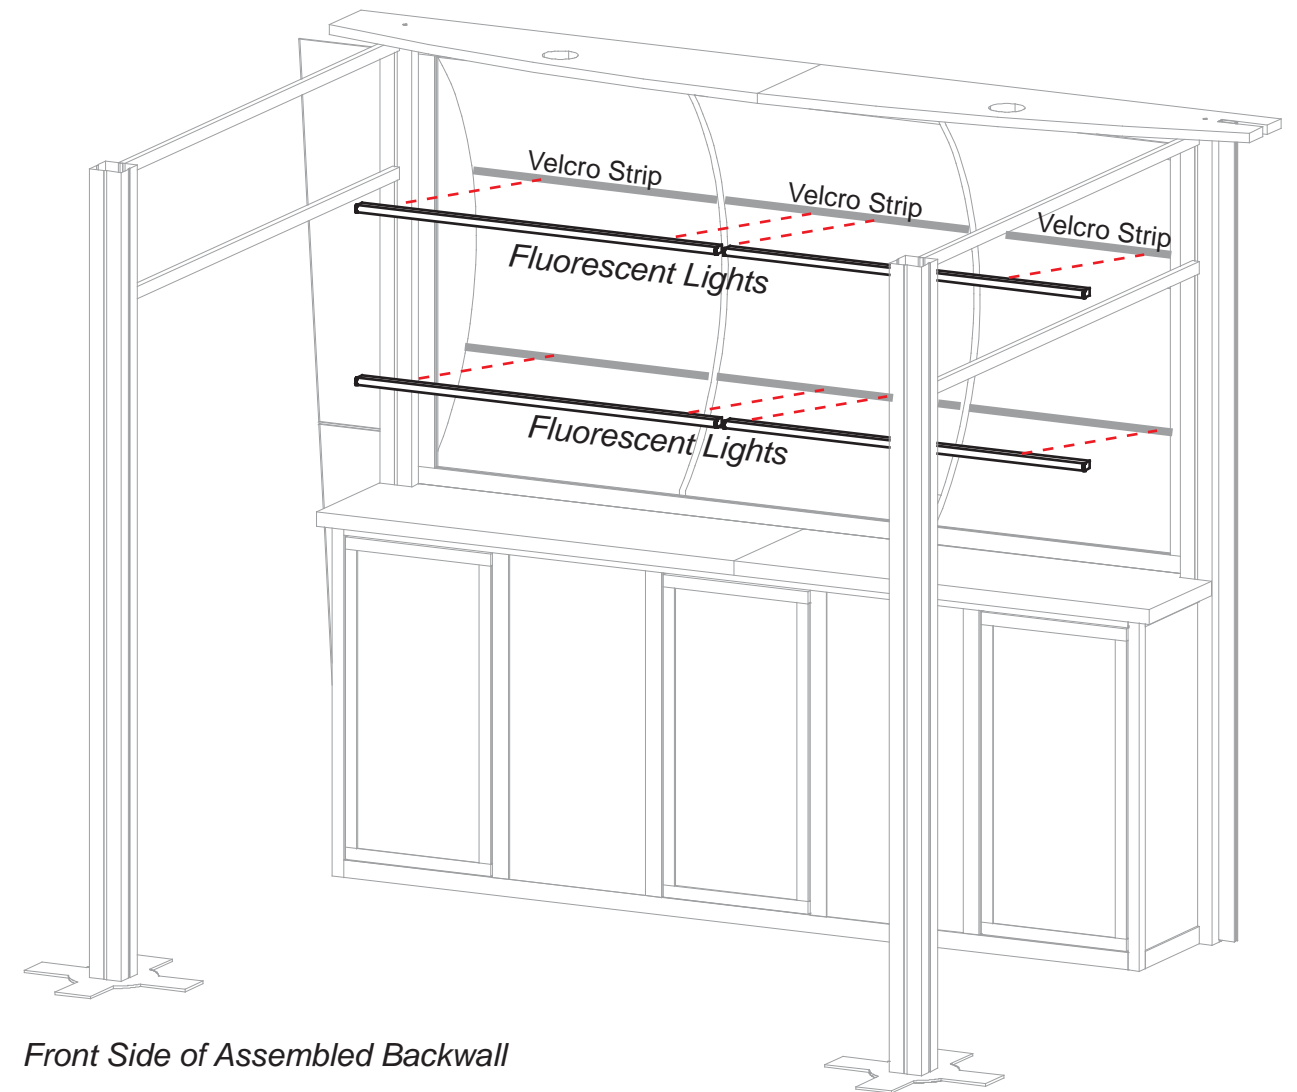 Velcro Strip
Velcro Strip
Velcro Strip
Fluorescent Lights
Fluorescent Lights
Front Side of Assembled Backwall